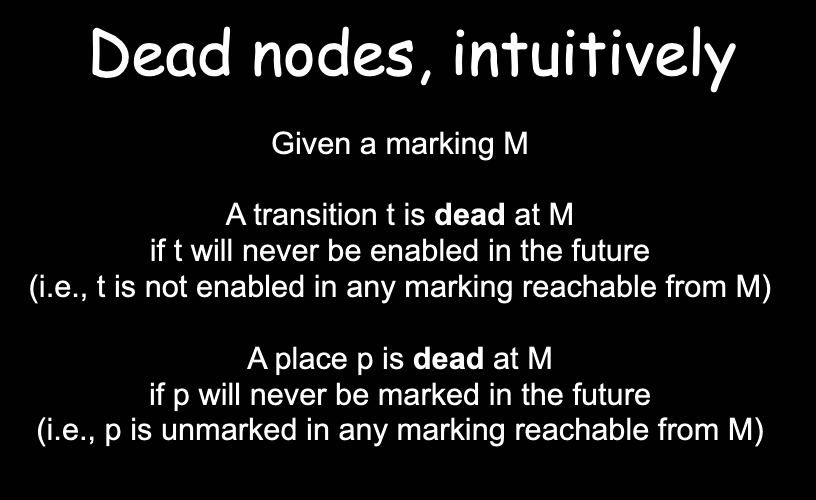 Dead nodes, intuitively
Given a marking M
A transition t is dead at M
if t will never be enabled in the future
(i.e., t is not enabled in any marking reachable from M)
A place p is dead at M
if p will never be marked in the future
(i.e., p is unmarked in any marking reachable from M)